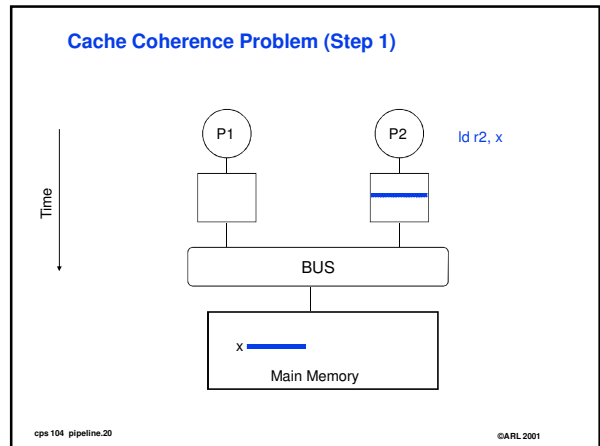 Cache Coherence Problem (Step 1)
P1
P2
ld r2, x
Time
BUS
x
Main Memory
cps 104 pipeline.20
©ARL 2001